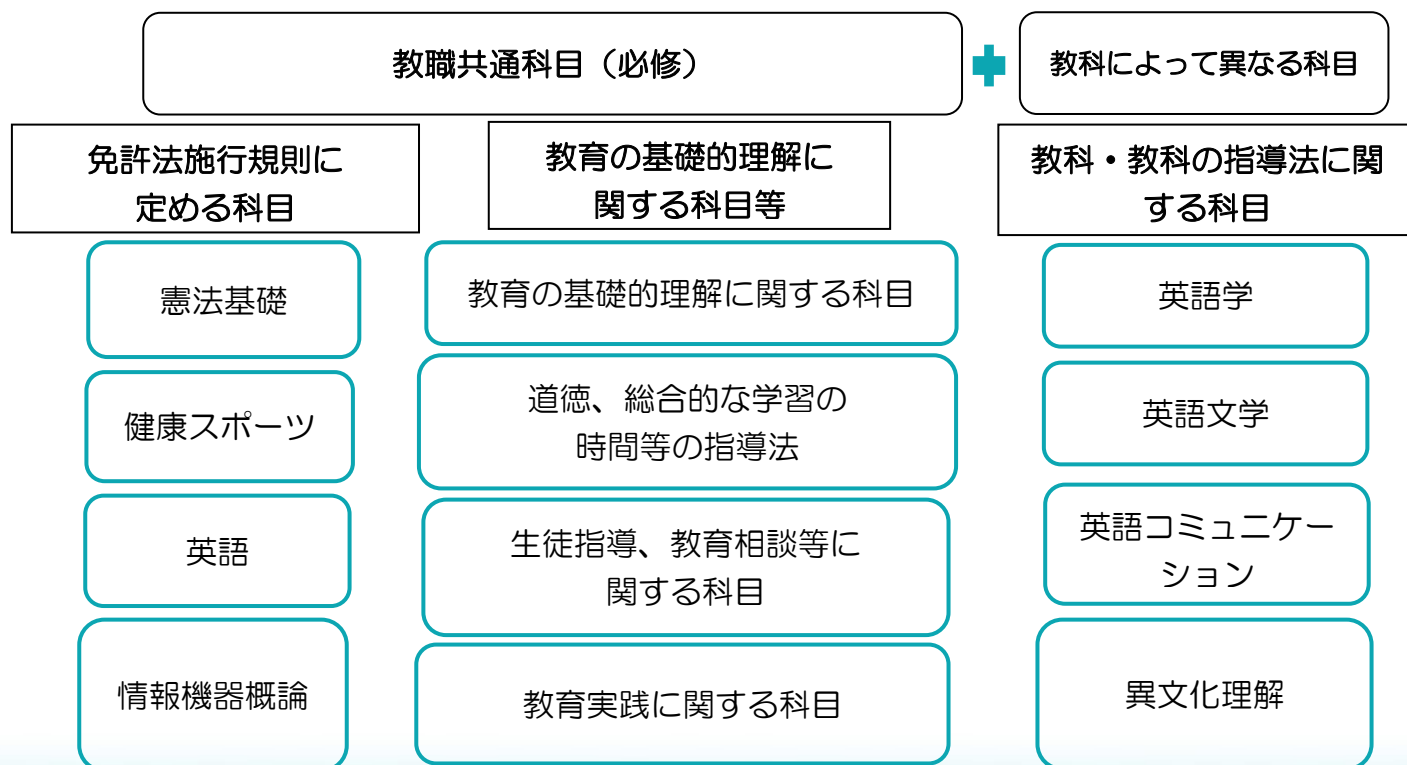 教職共通科目（必修）
教科によって異なる科目
免許法施行規則に
定める科目
教育の基礎的理解に
関する科目等
教科・教科の指導法に関
する科目
憲法基礎
健康スポーツ
英語
情報機器概論
教育の基礎的理解に関する科目
道徳、総合的な学習の
時間等の指導法
生徒指導、教育相談等に
関する科目
教育実践に関する科目
英語学
英語文学
英語コミュニケー
ション
異文化理解